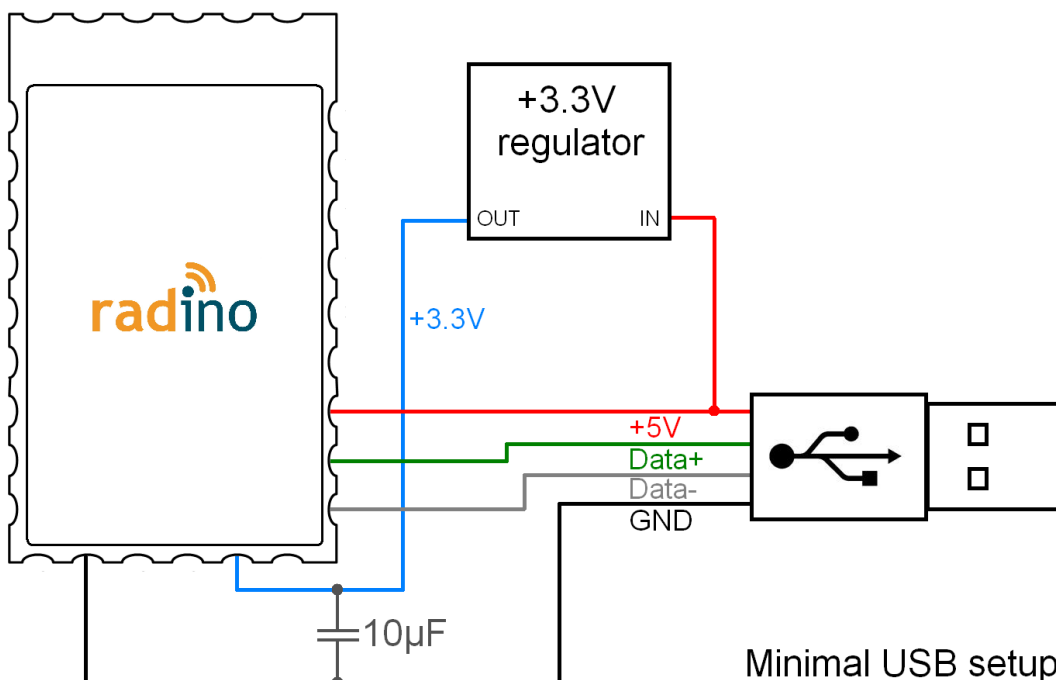 +3.3V
regulator
OUT
IN
radino
+3.3V
+5V
Data+
Data-
GND
10µF
Minimal USB setup